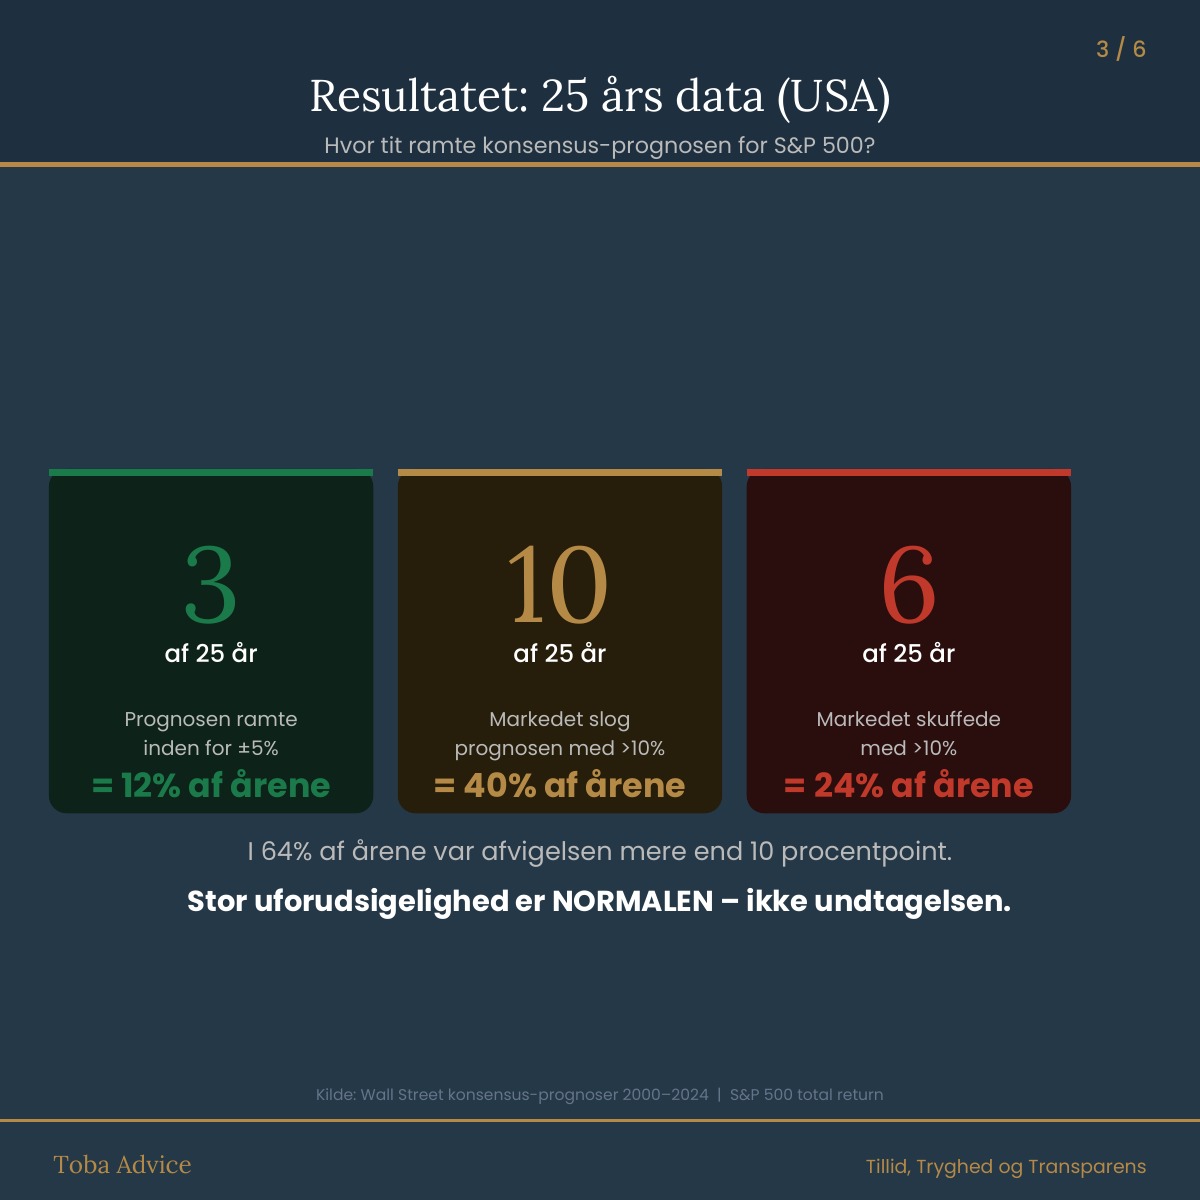 3 / 6
Resultatet: 25 års data (USA)
Hvor tit ramte konsensus-prognosen for S&P 500?
3
af 25 år
Prognosen ramte
inden for ±5%
= 12% af årene
10
af 25 år
Markedet slog
prognosen med >10%
= 40% af årene
6
af 25 år
Markedet skuffede
med >10%
= 24% af årene
I 64% af årene var afvigelsen mere end 10 procentpoint.
Stor uforudsigelighed er NORMALEN – ikke undtagelsen.
Kilde: Wall Street konsensus-prognoser 2000–2024 | S&P 500 total return
Toba Advice
Tillid, Tryghed og Transparens